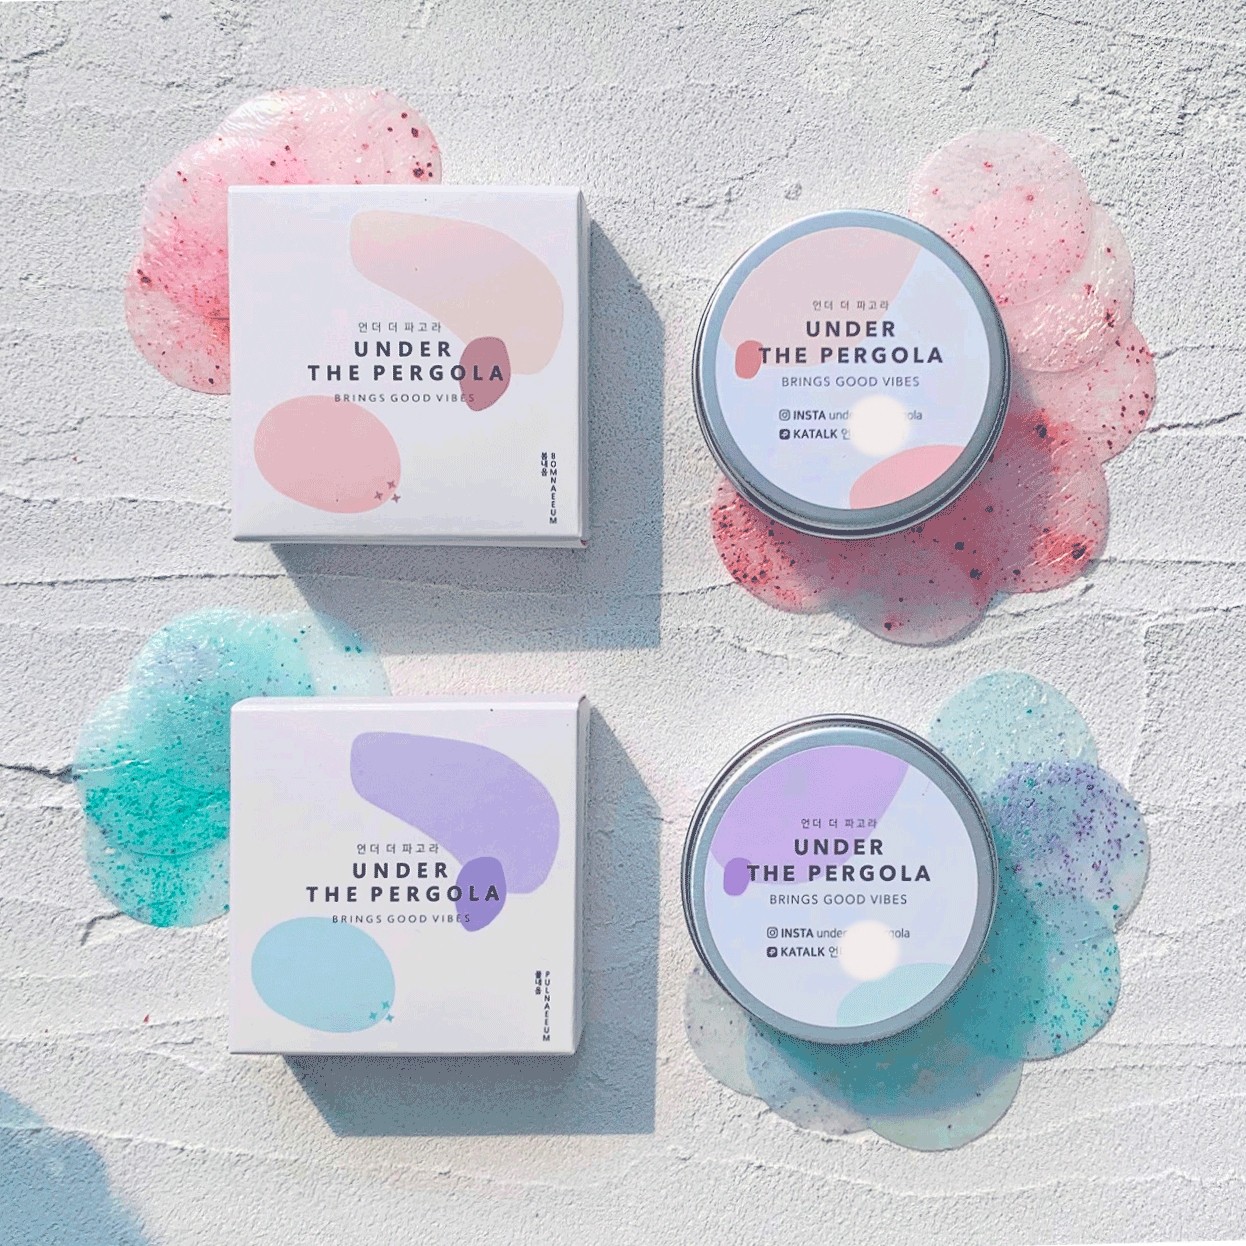 언더 더 파고라
UNDER
THE PERGOLA
BRINGS GOOD VIBES
봄내음
BOMNAEEUM
언더 더 파고라
UNDER
THE PERGOLA
BRINGS GOOD VIBES
INSTA
KATALK 언
언더 더 파고라
UNDER
THE PERGOLA
BRINGS GOOD VIBES
풀내음
PULNAEEUM
언더 더 파고라
UNDER
THE PERGOLA
BRINGS GOOD VIBES
INSTA
KATALK 언